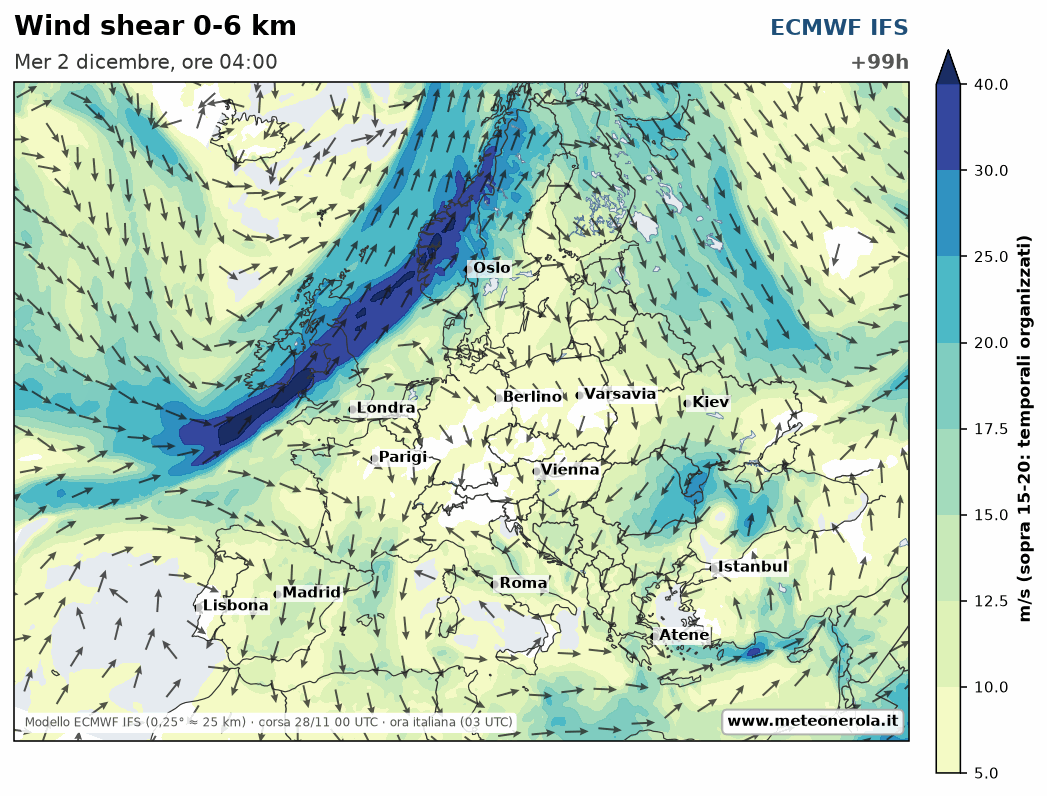 Wind shear 0-6 km
ECMWF IFS
Mer 2 dicembre, ore 04:00
+99h
40.0
30.0
25.0
20.0
17.5
15.0
12.5
10.0
5.0
m/s (sopra 15-20: temporali organizzati)
Oslo
Londra
Berlino
Varsavia
Kiev
Parigi
Vienna
Istanbul
Roma
Madrid
Lisbona
Atene
Modello ECMWF IFS (0,25° ≈ 25 km) · corsa 28/11 00 UTC · ora italiana (03 UTC)
www.meteonerola.it